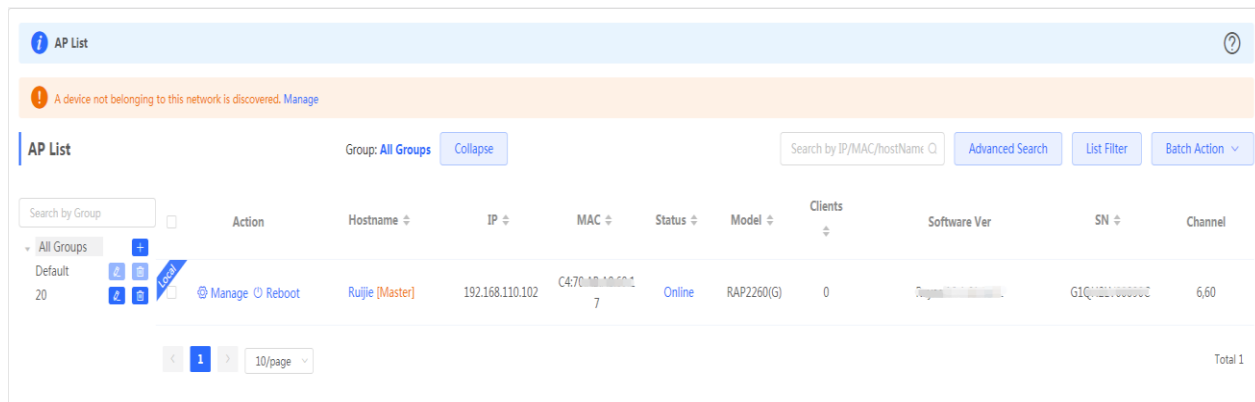 AP List
A device not belonging to this network is discovered. Manage
AP List
Group: All Groups
Collapse
Search by IP/MAC/hostName
Advanced Search
List Filter
Batch Action
Search by Group
All Groups
Default
20
Action
Hostname
IP
MAC
Status
Model
Clients
Software Ver
SN
Channel
Local
Manage
Reboot
Ruijie [Master]
192.168.110.102
Online
RAP2260(G)
0
6,60
1
10/page
Total 1